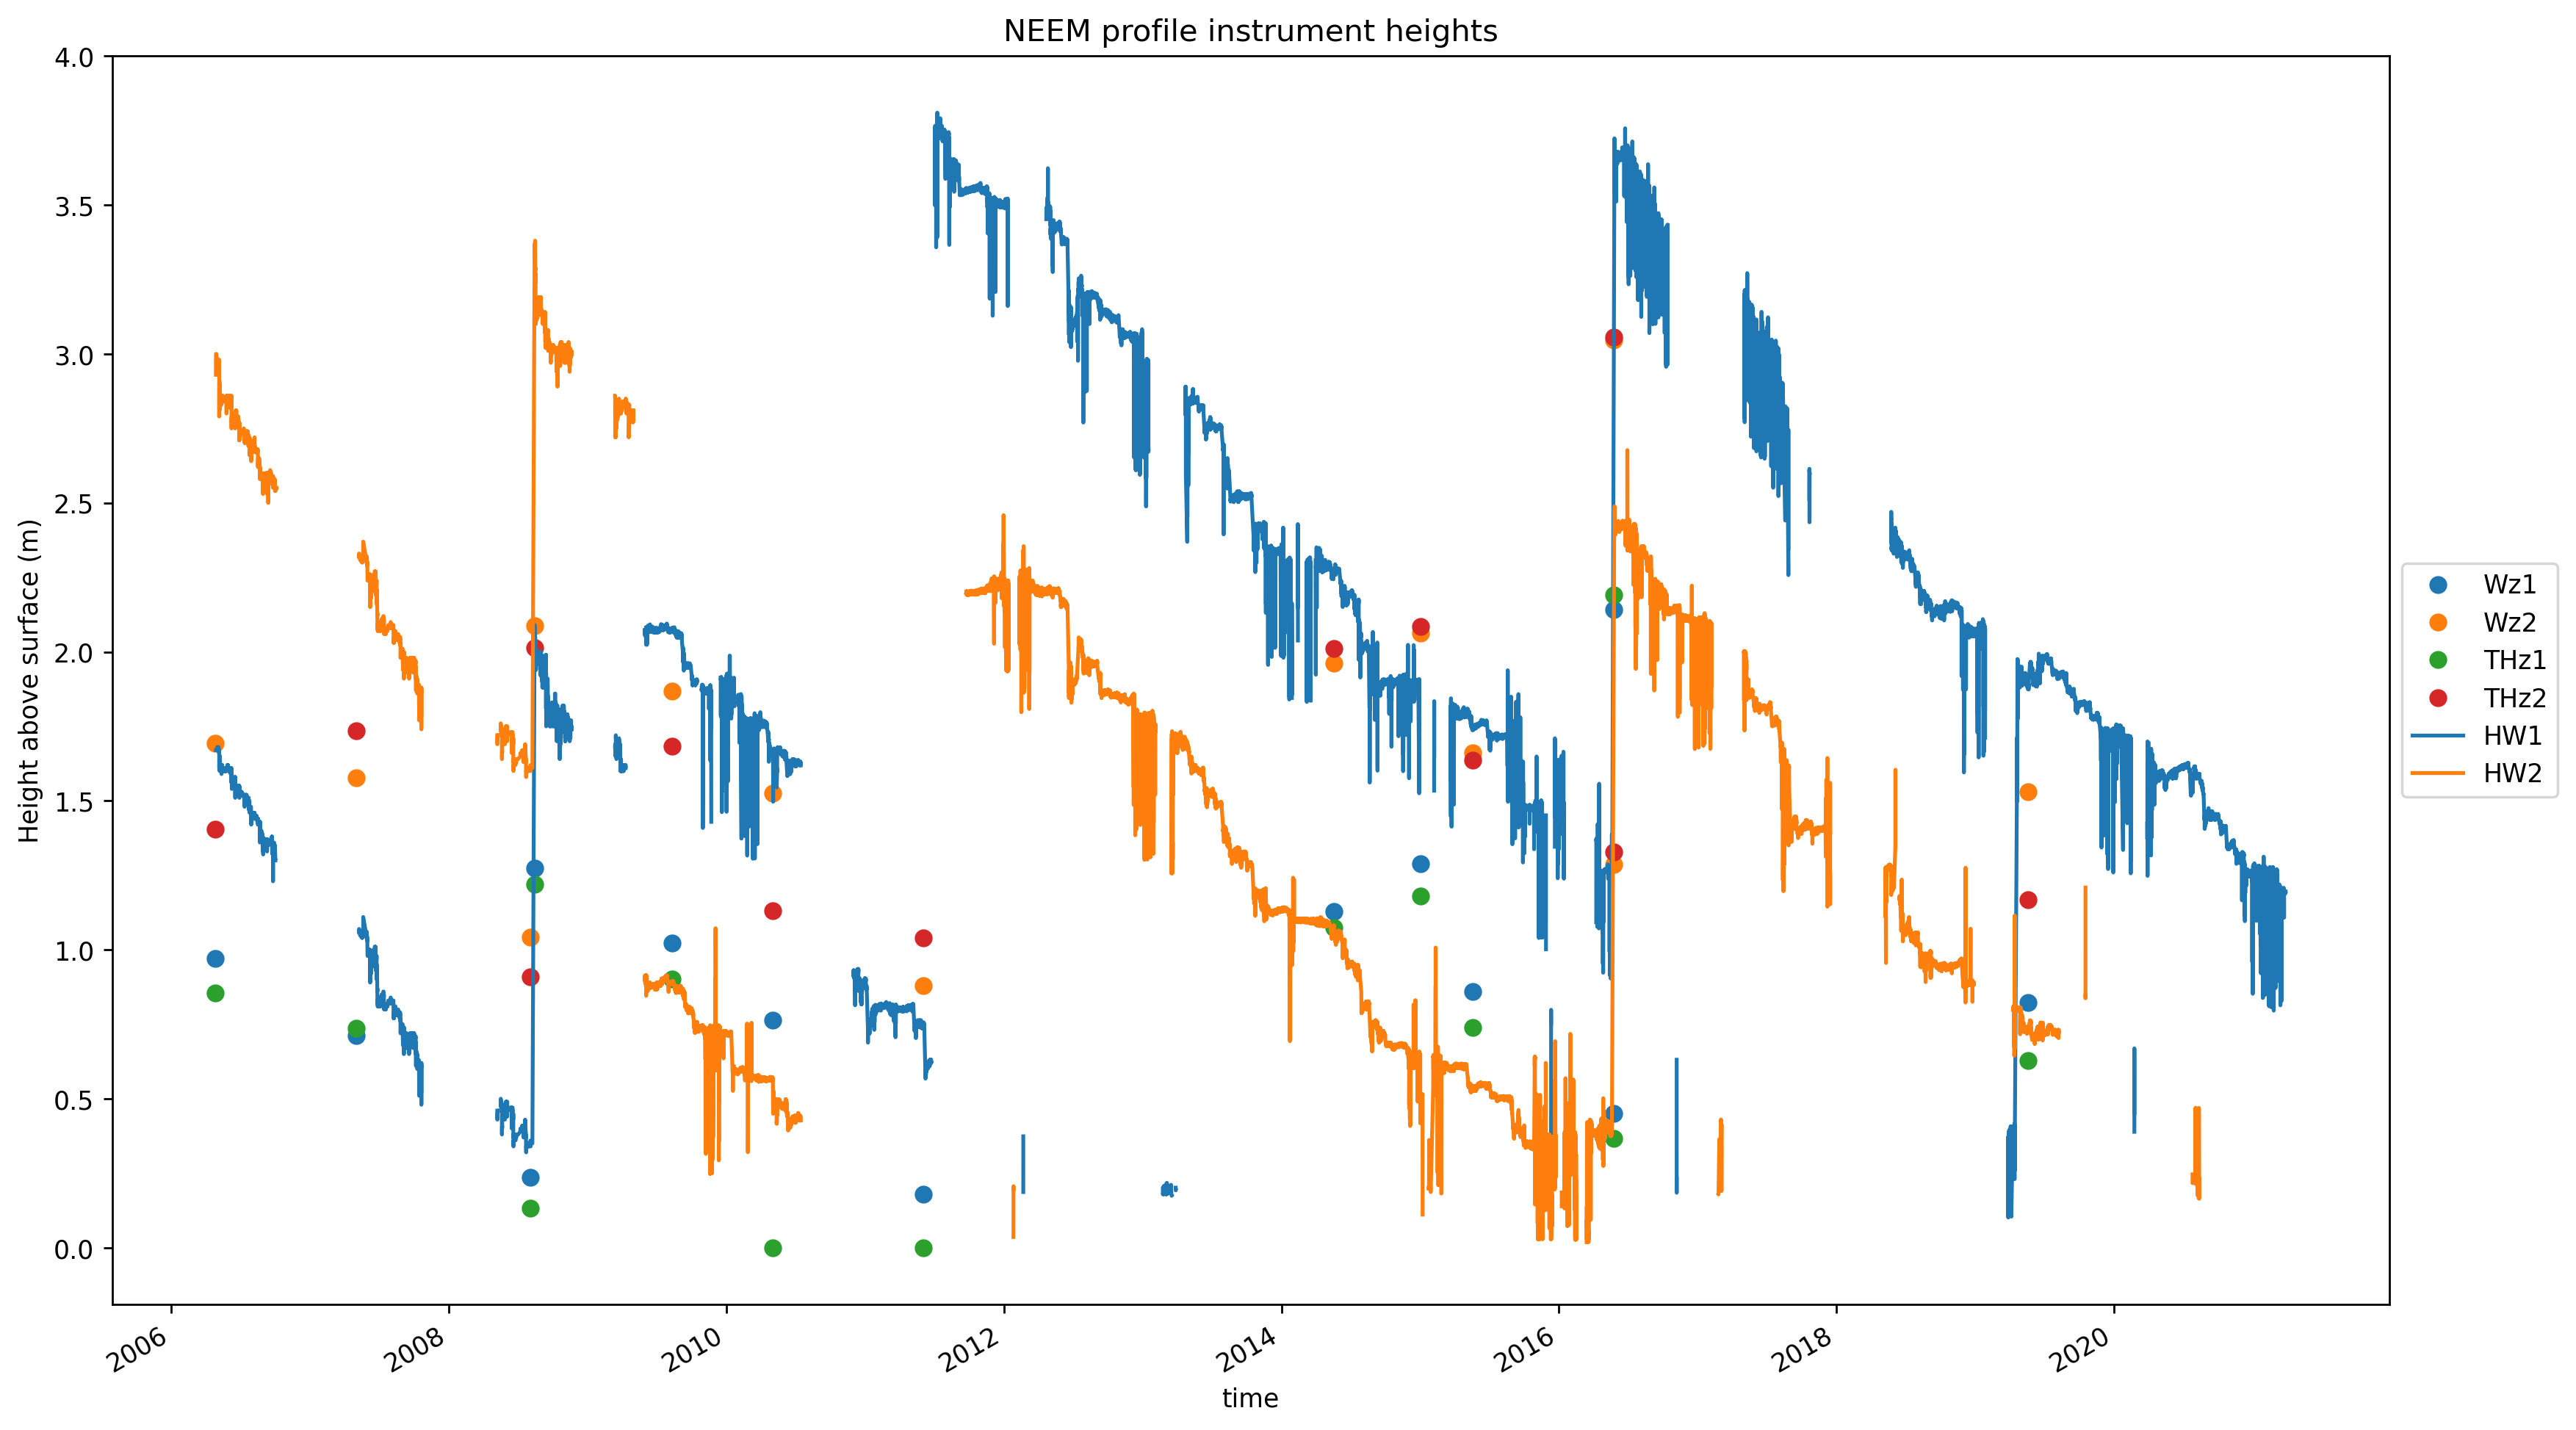 NEEM profile instrument heights
4.0
3.5
3.0
2.5
2.0
1.5
1.0
0.5
0.0
Height above surface (m)
2006
2008
2010
2012
2014
2016
2018
2020
time
Wz1
Wz2
THz1
THz2
HW1
HW2